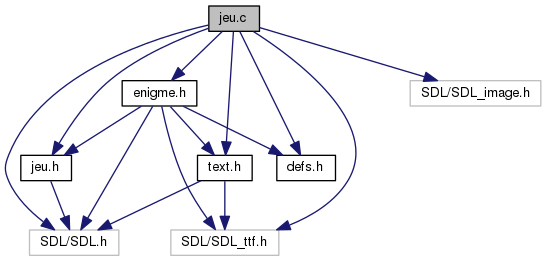 jeu.c
enigme.h
SDL/SDL_image.h
jeu.h
text.h
defs.h
SDL/SDL.h
SDL/SDL_ttf.h